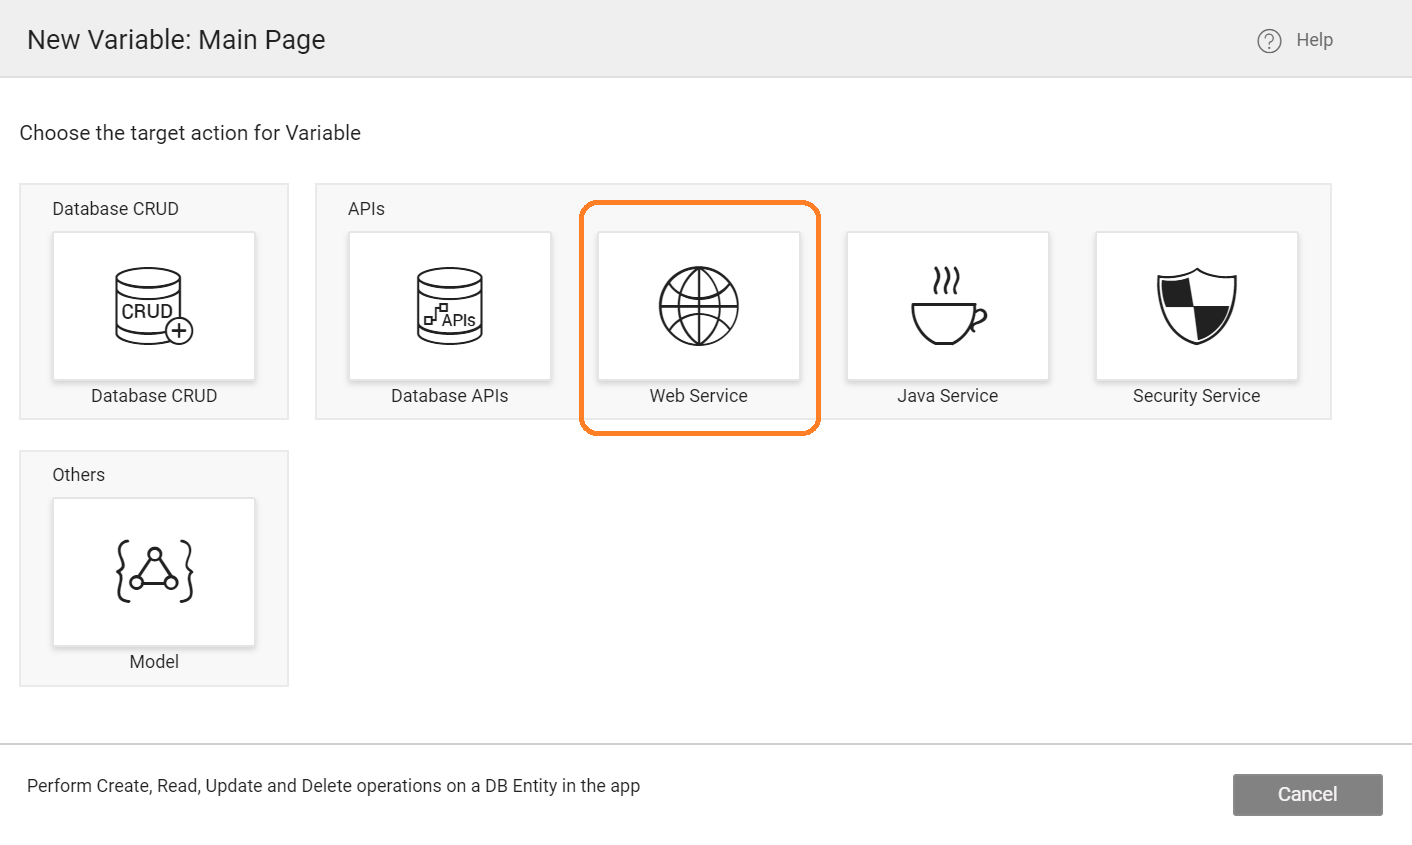 New Variable: Main Page
Help
Choose the target action for Variable
Database CRUD
CRUD
Database CRUD
APIs
APIs
Database APIs
Web Service
Java Service
Security Service
Others
Model
Perform Create, Read, Update and Delete operations on a DB Entity in the app
Cancel